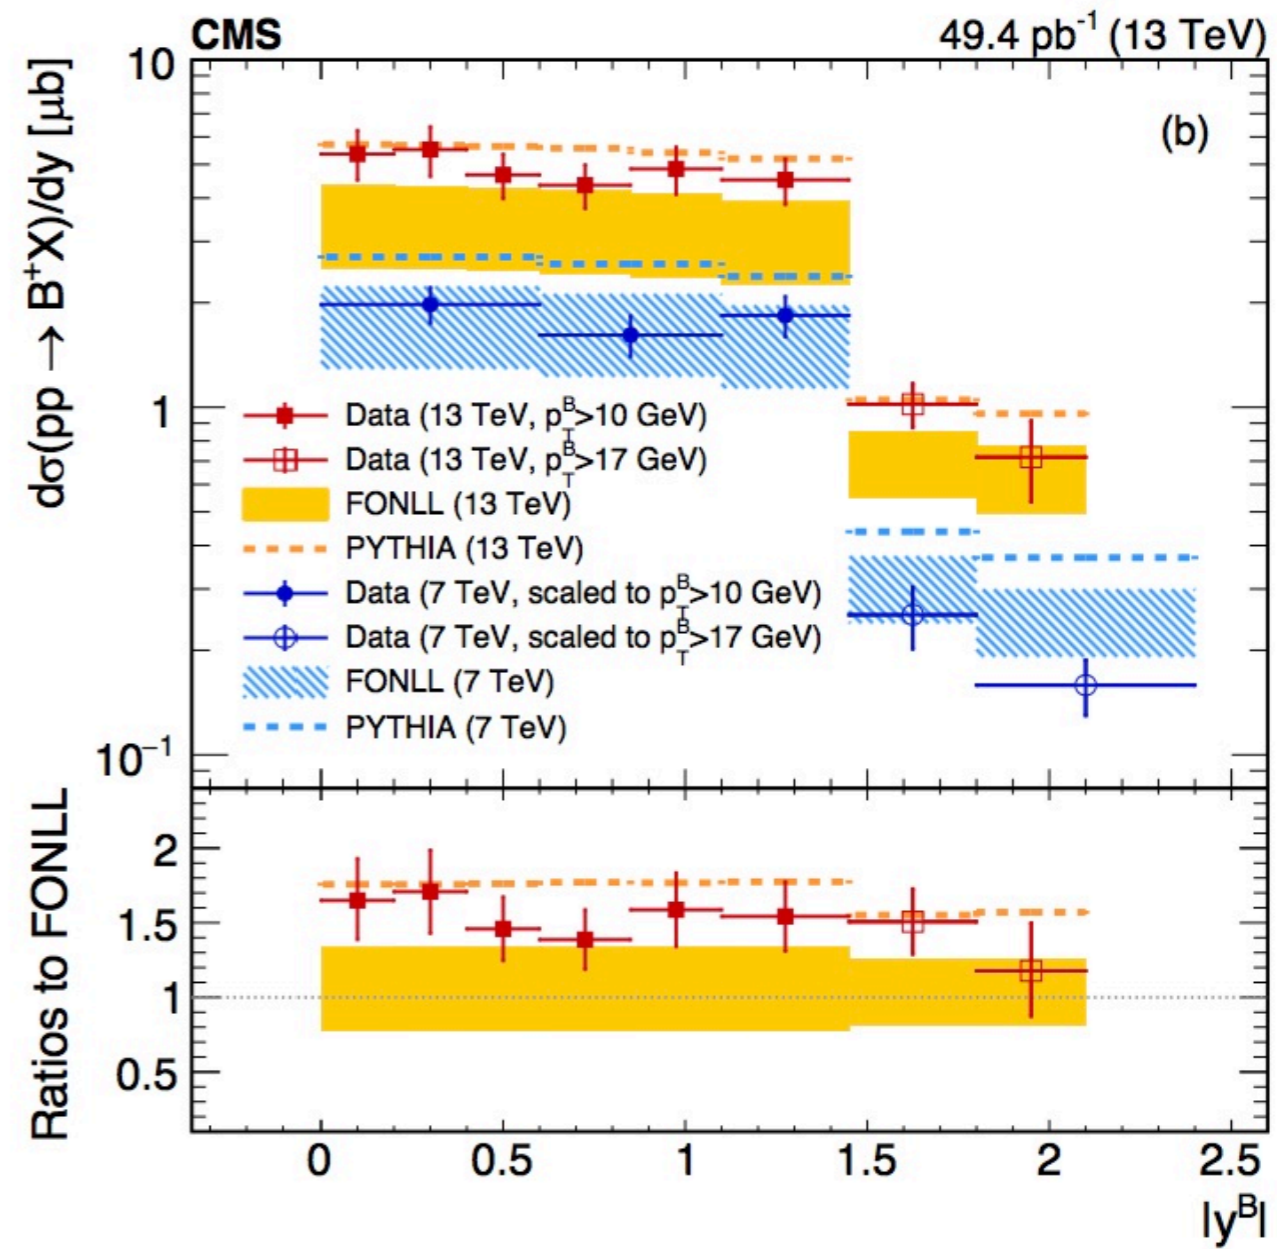 CMS 49.4 pb⁻¹ (13 TeV)
(b)
dσ(pp → B⁺X)/dy [μb]
10
1
10⁻¹
Data (13 TeV, p_T^B>10 GeV)
Data (13 TeV, p_T^B>17 GeV)
FONLL (13 TeV)
PYTHIA (13 TeV)
Data (7 TeV, scaled to p_T^B>10 GeV)
Data (7 TeV, scaled to p_T^B>17 GeV)
FONLL (7 TeV)
PYTHIA (7 TeV)
Ratios to FONLL
2
1.5
1
0.5
0 0.5 1 1.5 2 2.5
|y^B|